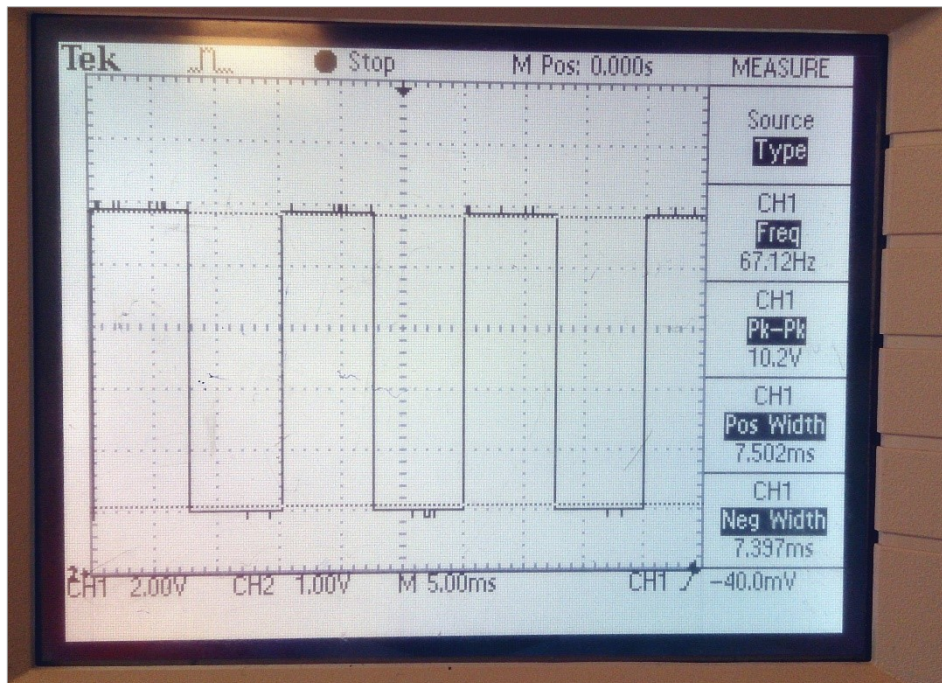 Tek Stop M Pos: 0.000s MEASURE
Source
Type
CH1
Freq
67.12Hz
CH1
Pk-Pk
10.2V
CH1
Pos Width
7.502ms
CH1
Neg Width
7.397ms
CH1 2.00V CH2 1.00V M 5.00ms CH1 -40.0mV